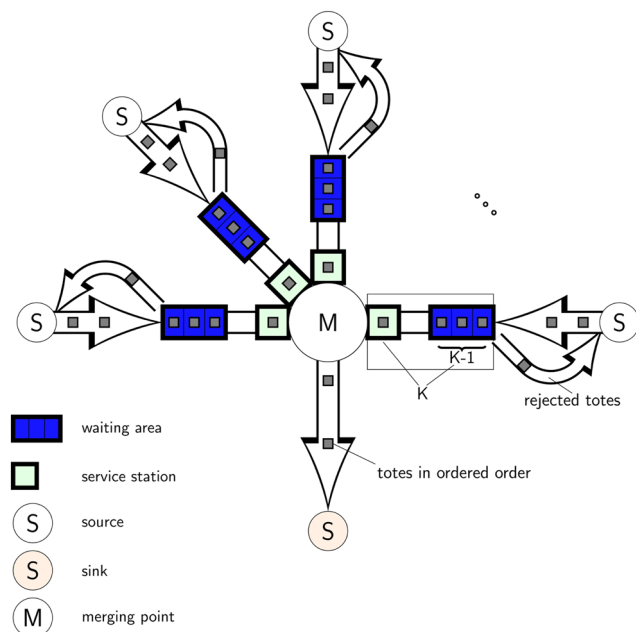 S
S
S
M
S
K-1
K
rejected totes
totes in ordered order
S
waiting area
service station
S
source
S
sink
M
merging point